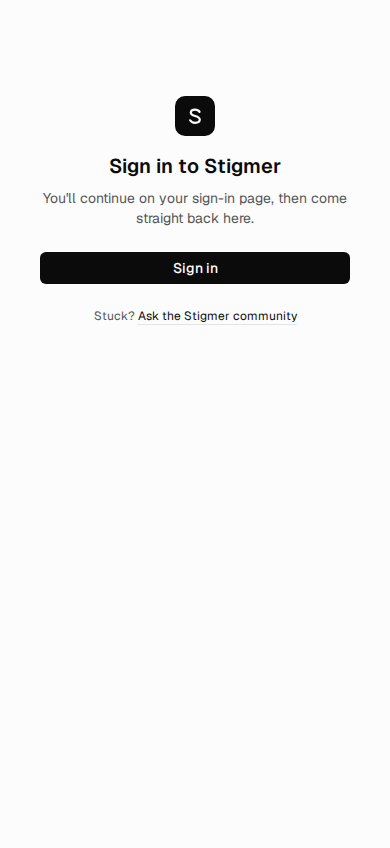 S
Sign in to Stigmer
You'll continue on your sign-in page, then come
straight back here.
Sign in
Stuck? Ask the Stigmer community